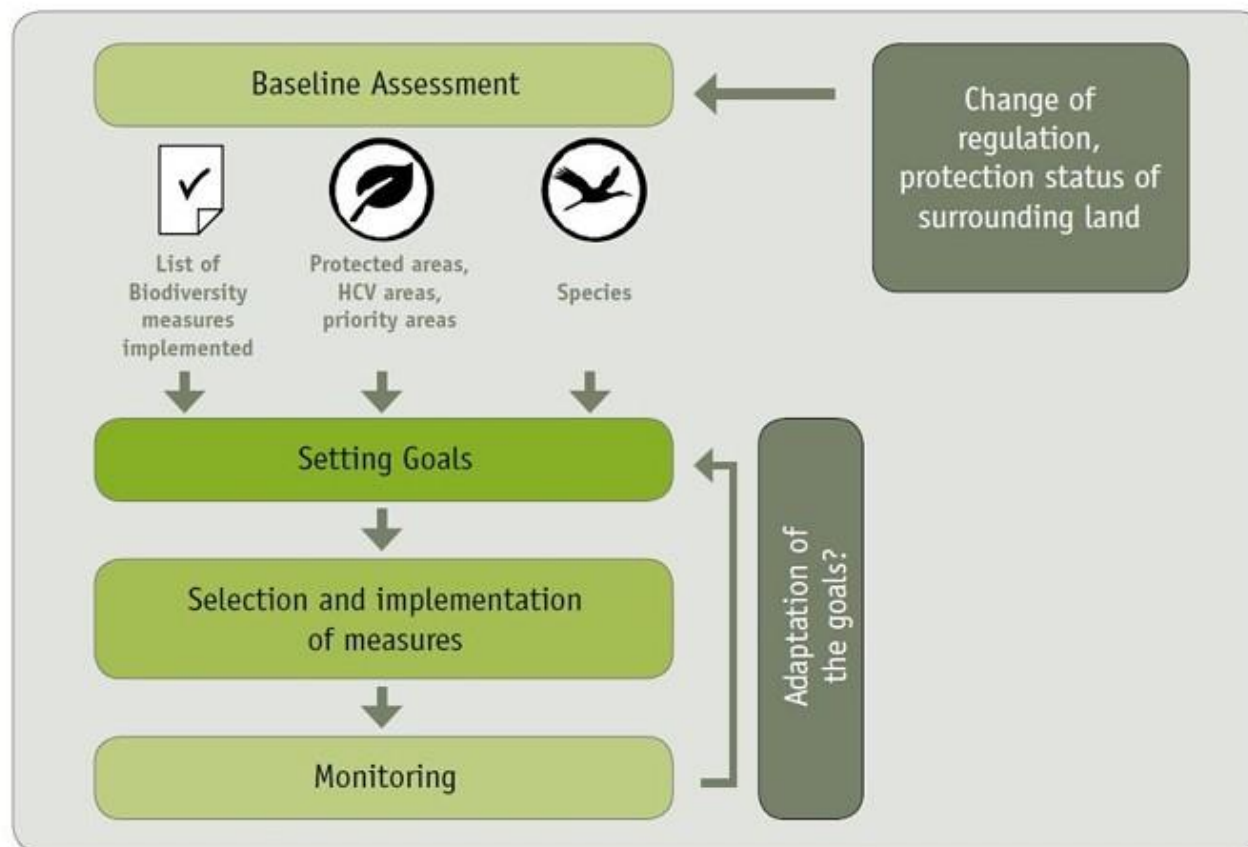 Baseline Assessment
Change of
regulation,
protection status of
surrounding land
List of
Biodiversity
measures
implemented
Protected areas,
HCV areas,
priority areas
Species
Setting Goals
Selection and implementation
of measures
Monitoring
Adaptation of
the goals?